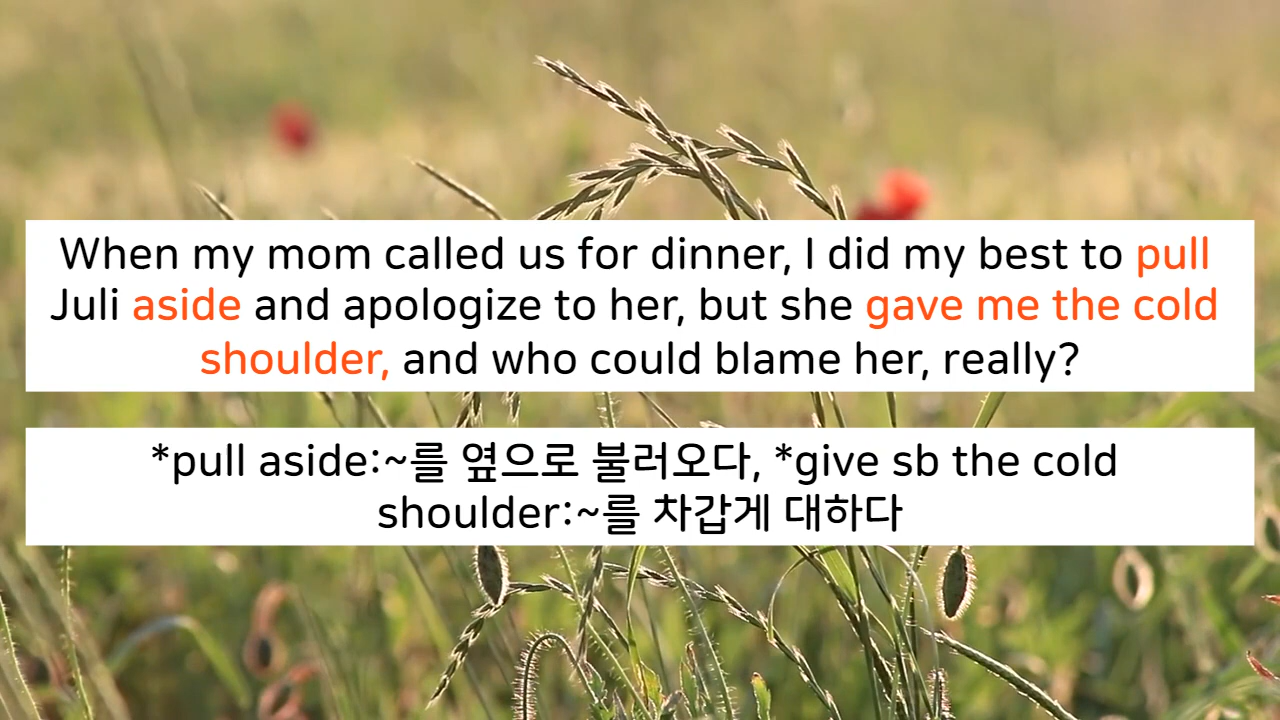 When my mom called us for dinner, I did my best to pull
Juli aside and apologize to her, but she gave me the cold
shoulder, and who could blame her, really?
*pull aside:~를 옆으로 불러오다, *give sb the cold
shoulder:~를 차갑게 대하다